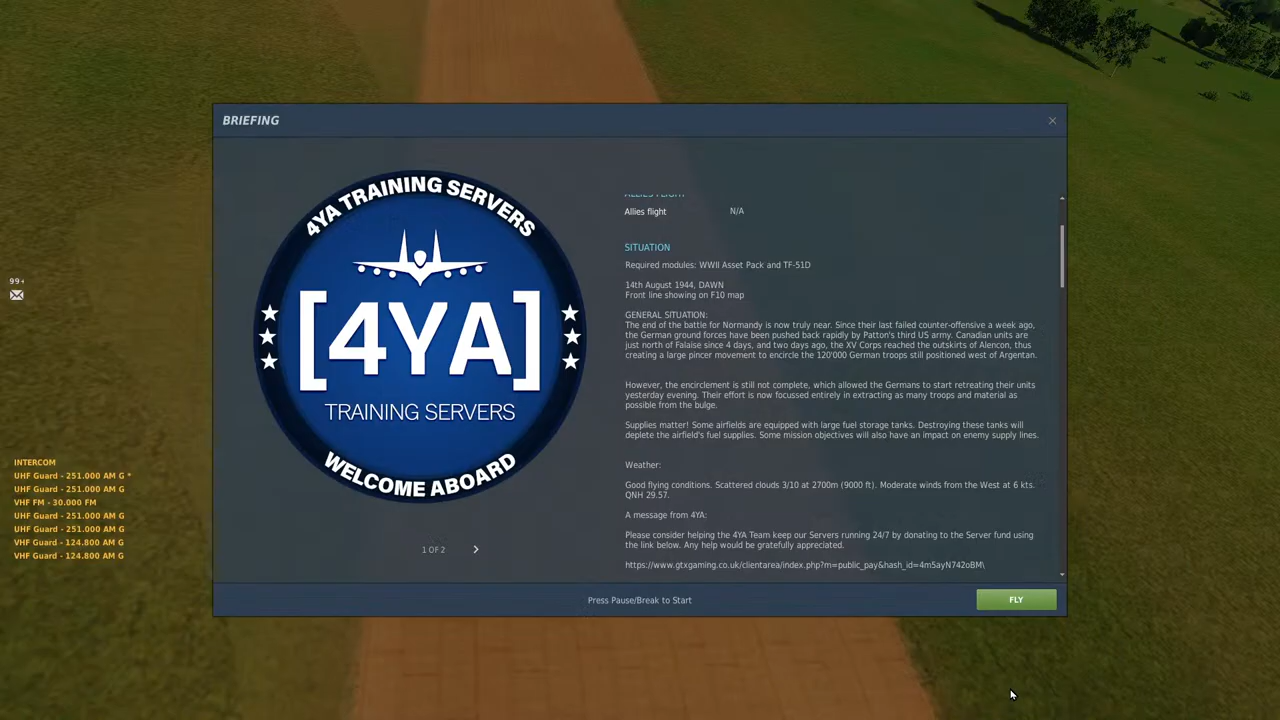 BRIEFING
4YA TRAINING SERVERS
[4YA]
TRAINING SERVERS
WELCOME ABOARD
1 OF 2
ALLIES FLIGHT
Allies flight N/A
SITUATION
Required modules: WWII Asset Pack and TF-51D
14th August 1944, DAWN
Front line showing on F10 map
GENERAL SITUATION:
The end of the battle for Normandy is now truly near. Since their last failed counter-offensive a week ago,
the German ground forces have been pushed back rapidly by Patton's third US army. Canadian units are
just north of Falaise since 4 days, and two days ago, the XV Corps reached the outskirts of Alencon, thus
creating a large pincer movement to encircle the 120'000 German troops still positioned west of Argentan.
However, the encirclement is still not complete, which allowed the Germans to start retreating their units
yesterday evening. Their effort is now focussed entirely in extracting as many troops and material as
possible from the bulge.
Supplies matter! Some airfields are equipped with large fuel storage tanks. Destroying these tanks will
deplete the airfield's fuel supplies. Some mission objectives will also have an impact on enemy supply lines.
Weather:
Good flying conditions. Scattered clouds 3/10 at 2700m (9000 ft). Moderate winds from the West at 6 kts.
QNH 29.57.
A message from 4YA:
Please consider helping the 4YA Team keep our Servers running 24/7 by donating to the Server fund using
the link below. Any help would be gratefully appreciated.
https://www.gtxgaming.co.uk/clientarea/index.php?m=public_pay&hash_id=4m5ayN742oBM\
Press Pause/Break to Start
FLY
99+
INTERCOM
UHF Guard - 251.000 AM G *
UHF Guard - 251.000 AM G
VHF FM - 30.000 FM
UHF Guard - 251.000 AM G
UHF Guard - 251.000 AM G
VHF Guard - 124.800 AM G
VHF Guard - 124.800 AM G